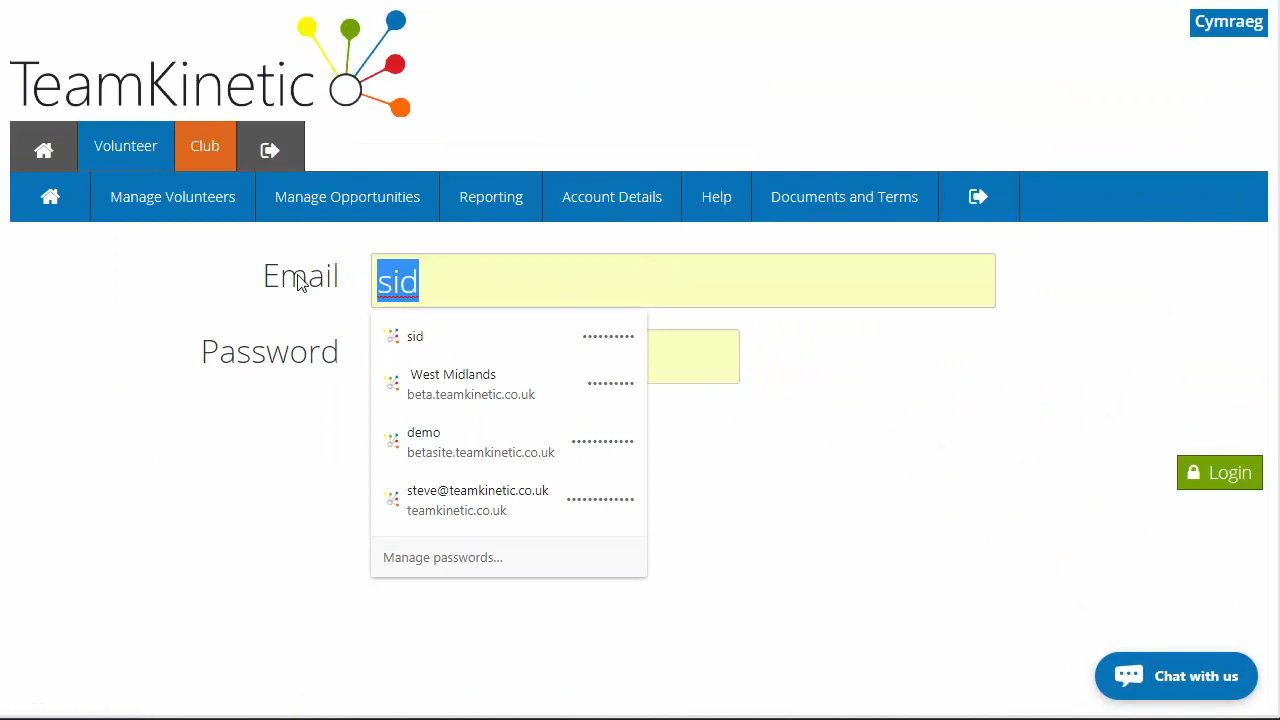 Cymraeg
TeamKinetic
Volunteer Club
Manage Volunteers Manage Opportunities Reporting Account Details Help Documents and Terms
Email sid
Password
sid ••••••••••
West Midlands •••••••••
beta.teamkinetic.co.uk
demo ••••••••••••
betasite.teamkinetic.co.uk
steve@teamkinetic.co.uk •••••••••••••
teamkinetic.co.uk
Manage passwords...
Login
Chat with us